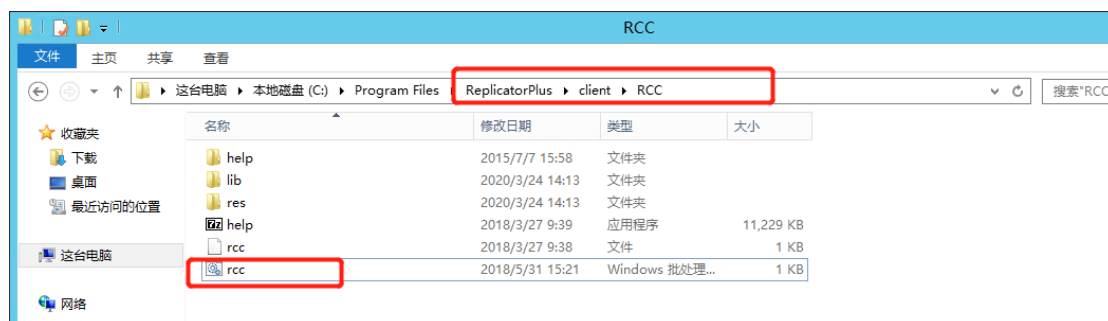 RCC
文件 主页 共享 查看
这台电脑 本地磁盘 (C:) Program Files ReplicatorPlus client RCC 搜索"RCC
名称 修改日期 类型 大小
收藏夹
下载
桌面
最近访问的位置
这台电脑
网络
help 2015/7/7 15:58 文件夹
lib 2020/3/24 14:13 文件夹
res 2020/3/24 14:13 文件夹
help 2018/3/27 9:39 应用程序 11,229 KB
rcc 2018/3/27 9:38 文件 1 KB
rcc 2018/5/31 15:21 Windows 批处理... 1 KB